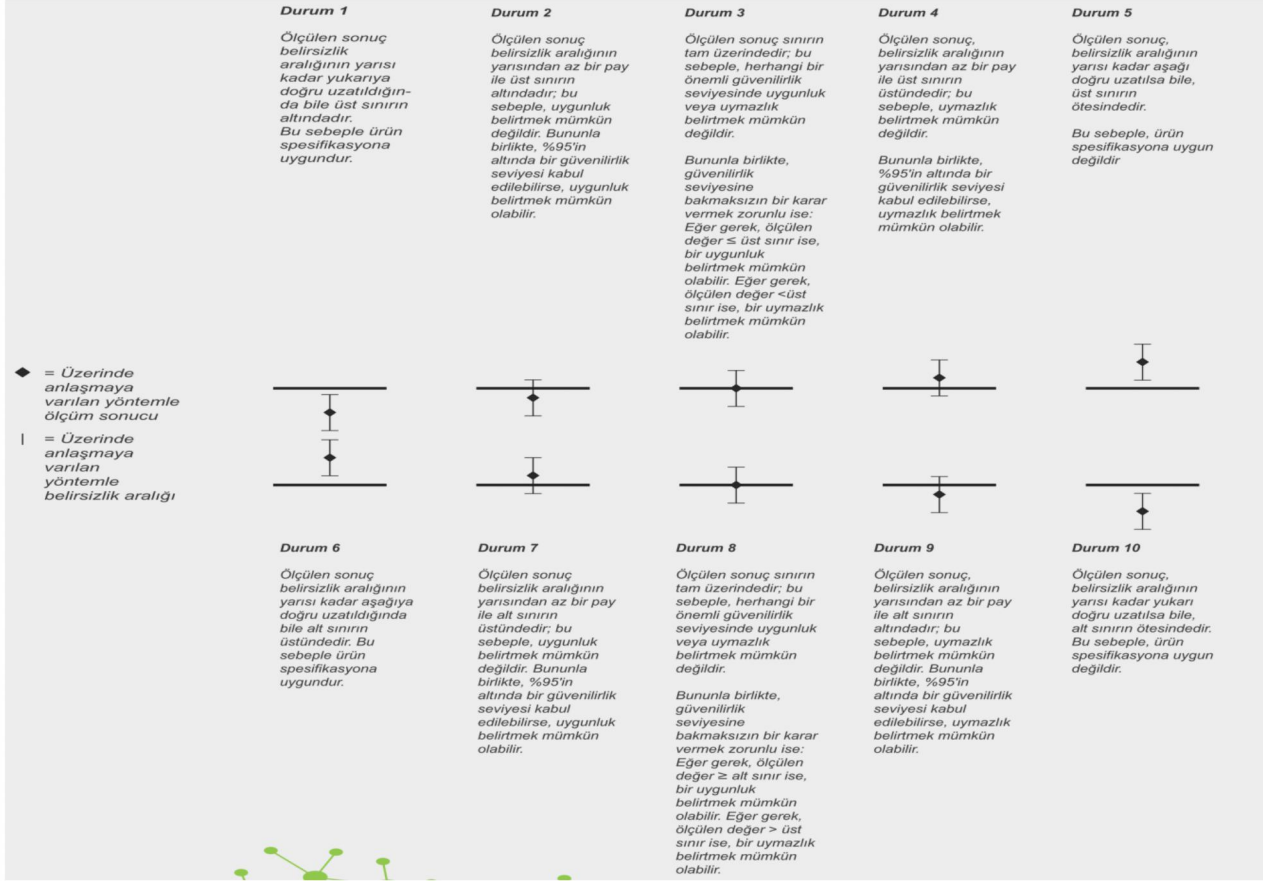 Durum 1
Ölçülen sonuç
belirsizlik
aralığının yarısı
kadar yukarıya
doğru uzatıldığın-
da bile üst sınırın
altındadır.
Bu sebeple ürün
spesifikasyona
uygundur.
Durum 2
Ölçülen sonuç
belirsizlik aralığının
yarısından az bir pay
ile üst sınırın
altındadır; bu
sebeple, uygunluk
belirtmek mümkün
değildir. Bununla
birlikte, %95'in
altında bir güvenilirlik
seviyesi kabul
edilebilirse, uygunluk
belirtmek mümkün
olabilir.
Durum 3
Ölçülen sonuç sınırın
tam üzerindedir; bu
sebeple, herhangi bir
önemli güvenilirlik
seviyesinde uygunluk
veya uymazlık
belirtmek mümkün
değildir.
Bununla birlikte,
güvenilirlik
seviyesine
bakmaksızın bir karar
vermek zorunlu ise:
Eğer gerek, ölçülen
değer ≤ üst sınır ise,
bir uygunluk
belirtmek mümkün
olabilir. Eğer gerek,
ölçülen değer <üst
sınır ise, bir uymazlık
belirtmek mümkün
olabilir.
Durum 4
Ölçülen sonuç,
belirsizlik aralığının
yarısından az bir pay
ile üst sınırın
üstündedir; bu
sebeple, uymazlık
belirtmek mümkün
değildir.
Bununla birlikte,
%95'in altında bir
güvenilirlik seviyesi
kabul edilebilirse,
uymazlık belirtmek
mümkün olabilir.
Durum 5
Ölçülen sonuç,
belirsizlik aralığının
yarısı kadar aşağı
doğru uzatılsa bile,
üst sınırın
ötesindedir.
Bu sebeple, ürün
spesifikasyona uygun
değildir
= Üzerinde
anlaşmaya
varılan yöntemle
ölçüm sonucu
| = Üzerinde
anlaşmaya
varılan
yöntemle
belirsizlik aralığı
Durum 6
Ölçülen sonuç
belirsizlik aralığının
yarısı kadar aşağıya
doğru uzatıldığında
bile alt sınırın
üstündedir. Bu
sebeple ürün
spesifikasyona
uygundur.
Durum 7
Ölçülen sonuç
belirsizlik aralığının
yarısından az bir pay
ile alt sınırın
üstündedir; bu
sebeple, uygunluk
belirtmek mümkün
değildir. Bununla
birlikte, %95'in
altında bir güvenilirlik
seviyesi kabul
edilebilirse, uygunluk
belirtmek mümkün
olabilir.
Durum 8
Ölçülen sonuç sınırın
tam üzerindedir; bu
sebeple, herhangi bir
önemli güvenilirlik
seviyesinde uygunluk
veya uymazlık
belirtmek mümkün
değildir.
Bununla birlikte,
güvenilirlik
seviyesine
bakmaksızın bir karar
vermek zorunlu ise:
Eğer gerek, ölçülen
değer ≥ alt sınır ise,
bir uygunluk
belirtmek mümkün
olabilir. Eğer gerek,
ölçülen değer > üst
sınır ise, bir uymazlık
belirtmek mümkün
olabilir.
Durum 9
Ölçülen sonuç,
belirsizlik aralığının
yarısından az bir pay
ile alt sınırın
altındadır; bu
sebeple, uymazlık
belirtmek mümkün
değildir. Bununla
birlikte, %95'in
altında bir güvenilirlik
seviyesi kabul
edilebilirse, uymazlık
belirtmek mümkün
olabilir.
Durum 10
Ölçülen sonuç,
belirsizlik aralığının
yarısı kadar yukarı
doğru uzatılsa bile,
alt sınırın ötesindedir.
Bu sebeple, ürün
spesifikasyona uygun
değildir.